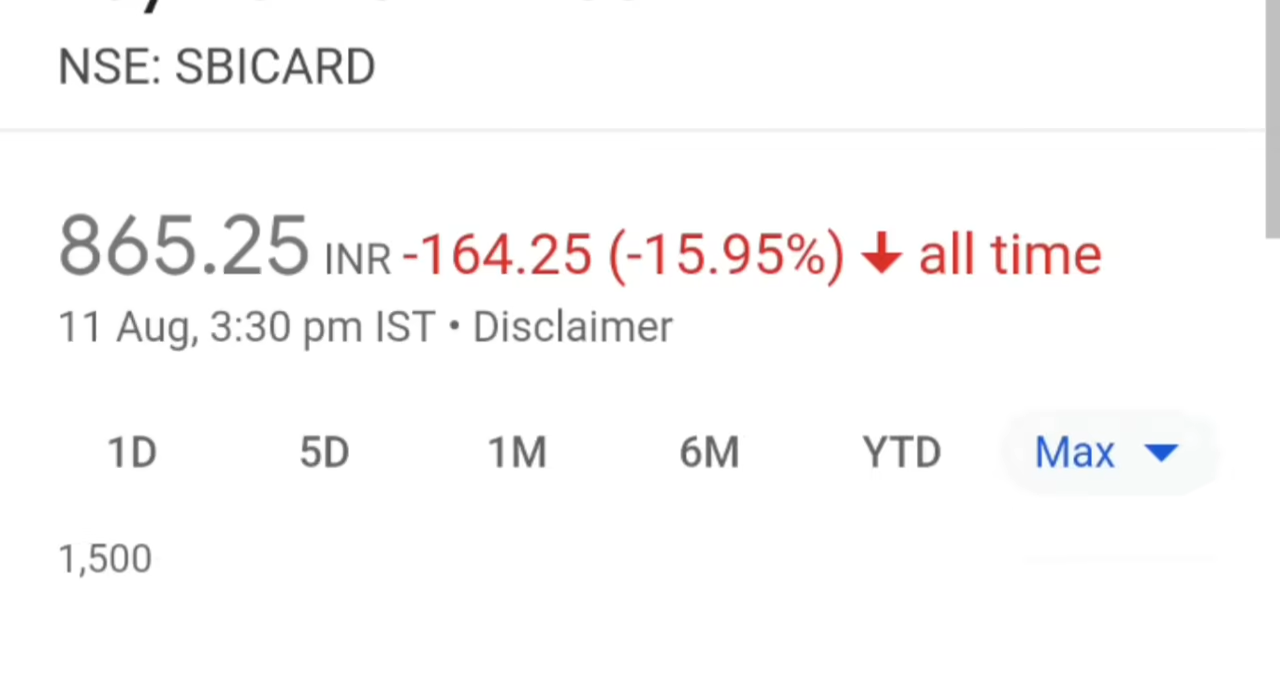 NSE: SBICARD
865.25 INR -164.25 (-15.95%) ↓ all time
11 Aug, 3:30 pm IST • Disclaimer
1D 5D 1M 6M YTD Max
1,500